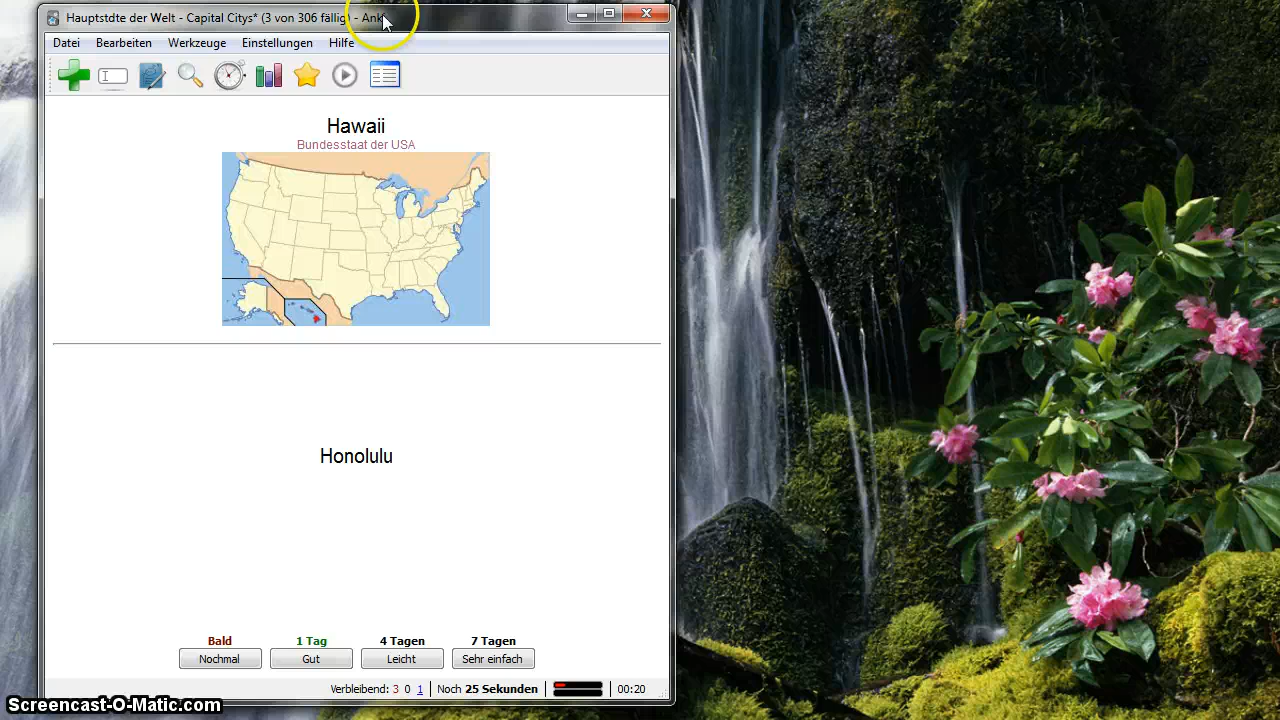 Hauptstdte der Welt - Capital Citys* (3 von 306 fällig) - Anki
Datei Bearbeiten Werkzeuge Einstellungen Hilfe
Hawaii
Bundesstaat der USA
Honolulu
Bald 1 Tag 4 Tagen 7 Tagen
Nochmal Gut Leicht Sehr einfach
Verbleibend: 3 0 1 Noch 25 Sekunden 00:20
Screencast-O-Matic.com